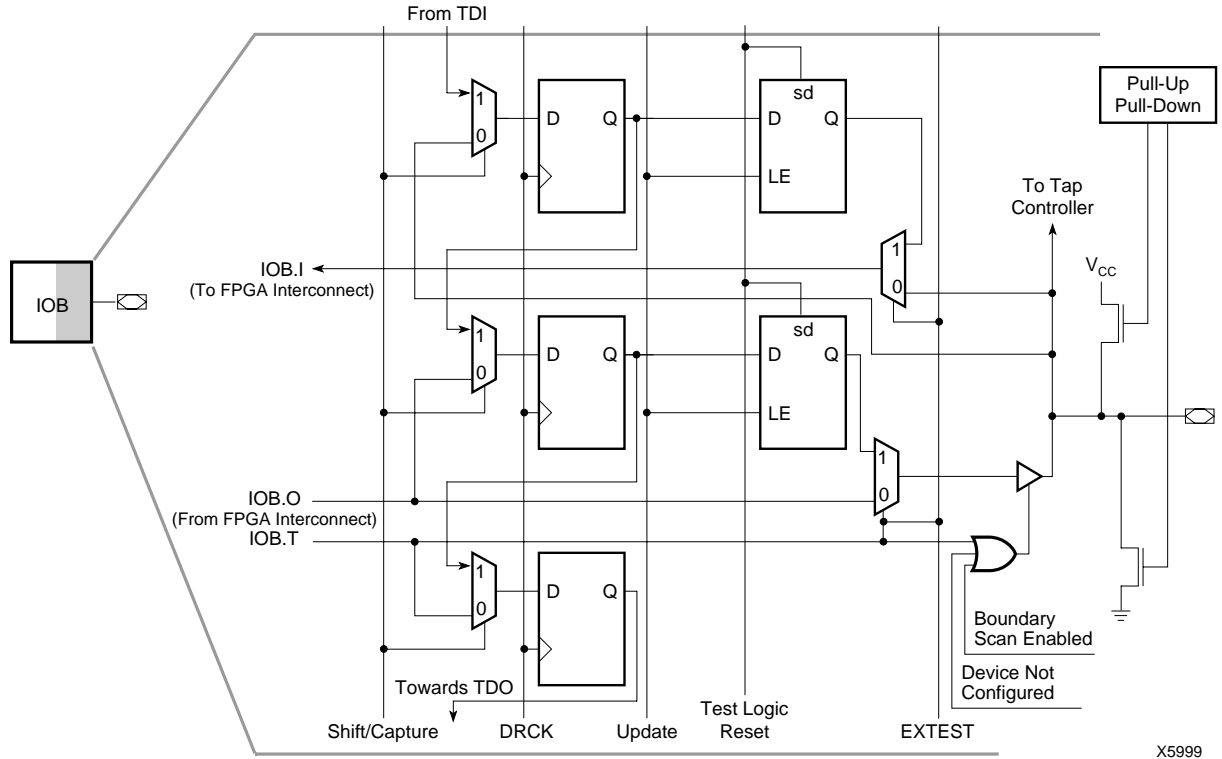 From TDI
1
0
D
Q
sd
D
Q
LE
Pull-Up
Pull-Down
To Tap
Controller
IOB
IOB.I
(To FPGA Interconnect)
1
0
VCC
1
0
D
Q
sd
D
Q
LE
1
0
IOB.O
(From FPGA Interconnect)
IOB.T
1
0
D
Q
Boundary
Scan Enabled
Device Not
Configured
Towards TDO
Shift/Capture
DRCK
Update
Test Logic
Reset
EXTEST
X5999